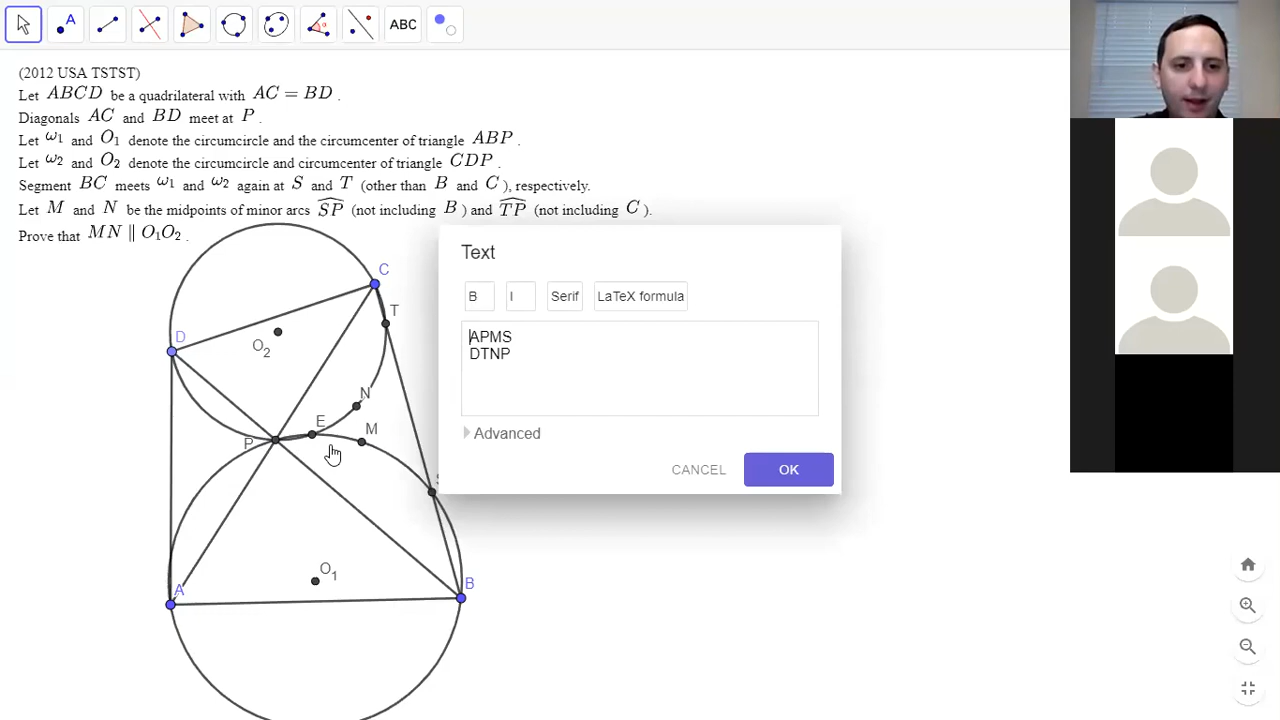 ABC
(2012 USA TSTST)
Let ABCD be a quadrilateral with AC = BD .
Diagonals AC and BD meet at P .
Let ω1 and O1 denote the circumcircle and the circumcenter of triangle ABP .
Let ω2 and O2 denote the circumcircle and circumcenter of triangle CDP .
Segment BC meets ω1 and ω2 again at S and T (other than B and C ), respectively.
Let M and N be the midpoints of minor arcs SP (not including B ) and TP (not including C ).
Prove that MN ∥ O1O2 .
Text
B I Serif LaTeX formula
APMS
DTNP
Advanced
CANCEL OK
C
T
D
O2
N
E
M
P
O1
A
B